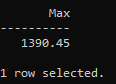 Max
----------
1390.45
1 row selected.